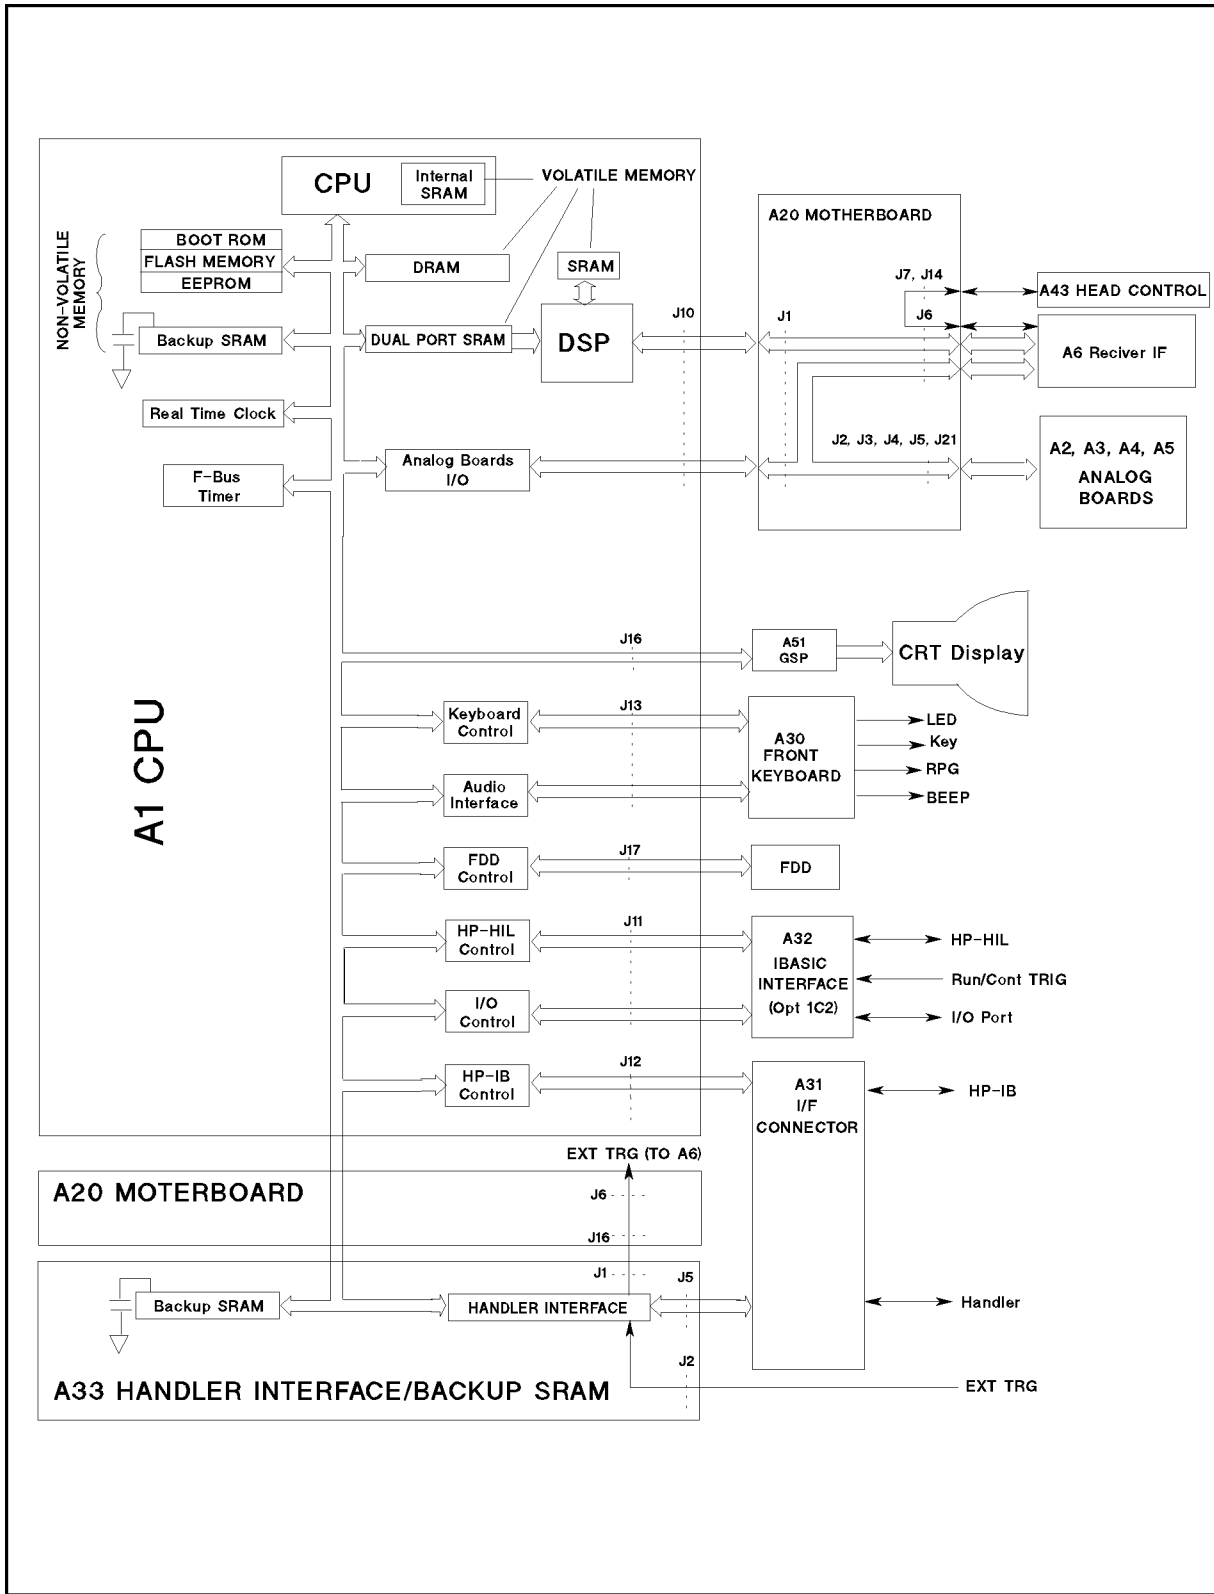 CPU
Internal
SRAM
VOLATILE MEMORY
NON-VOLATILE
MEMORY
BOOT ROM
FLASH MEMORY
EEPROM
DRAM
SRAM
Backup SRAM
DUAL PORT SRAM
DSP
J10
Real Time Clock
F-Bus
Timer
Analog Boards
I/O
A20 MOTHERBOARD
J7, J14
J1
J6
J2, J3, J4, J5, J21
A43 HEAD CONTROL
A6 Reciver IF
A2, A3, A4, A5
ANALOG
BOARDS
A1 CPU
J16
A51
GSP
CRT Display
Keyboard
Control
J13
Audio
Interface
A30
FRONT
KEYBOARD
LED
Key
RPG
BEEP
FDD
Control
J17
FDD
HP-HIL
Control
J11
I/O
Control
A32
IBASIC
INTERFACE
(Opt 1C2)
HP-HIL
Run/Cont TRIG
I/O Port
HP-IB
Control
J12
A31
I/F
CONNECTOR
HP-IB
EXT TRG (TO A6)
A20 MOTERBOARD
J6
J16
J1
J5
Backup SRAM
HANDLER INTERFACE
Handler
J2
A33 HANDLER INTERFACE/BACKUP SRAM
EXT TRG